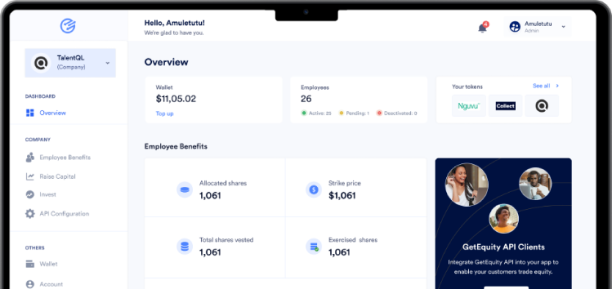 Hello, Amuletutu!
We're glad to have you.
4
Amuletutu
Admin
TalentQL
(Company)
DASHBOARD
Overview
COMPANY
Employee Benefits
Raise Capital
Invest
API Configuration
OTHERS
Wallet
Account
Overview
Wallet
$11,05.02
Top up
Employees
26
Active: 25 Pending: 1 Deactivated: 0
Your tokens
See all
Nguvu
Collect
Employee Benefits
Allocated shares
1,061
Strike price
$1,061
Total shares vested
1,061
Exercised shares
1,061
GetEquity API Clients
Integrate GetEquity API into your app to
enable your customers trade equity.